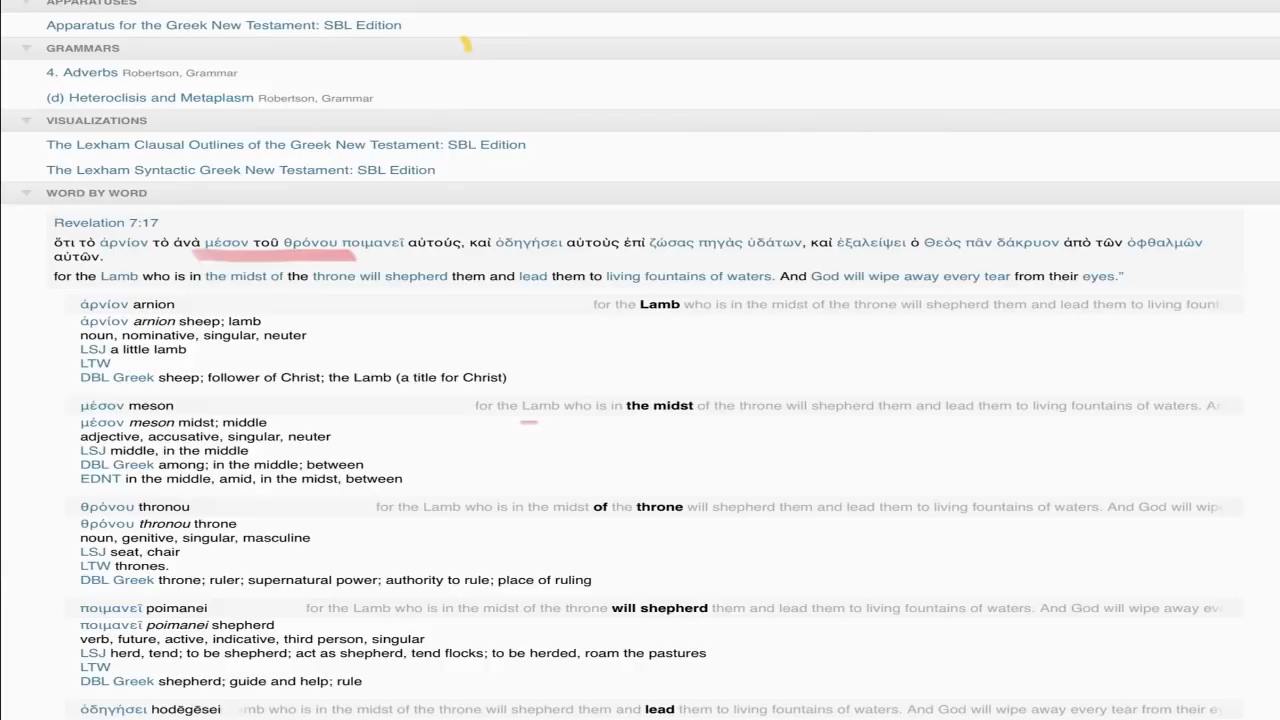 APPARATUSES
Apparatus for the Greek New Testament: SBL Edition
GRAMMARS
4. Adverbs Robertson, Grammar
(d) Heteroclisis and Metaplasm Robertson, Grammar
VISUALIZATIONS
The Lexham Clausal Outlines of the Greek New Testament: SBL Edition
The Lexham Syntactic Greek New Testament: SBL Edition
WORD BY WORD
Revelation 7:17
ὅτι τὸ ἀρνίον τὸ ἀνὰ μέσον τοῦ θρόνου ποιμανεῖ αὐτούς, καὶ ὁδηγήσει αὐτοὺς ἐπὶ ζώσας πηγὰς ὑδάτων, καὶ ἐξαλείψει ὁ Θεὸς πᾶν δάκρυον ἀπὸ τῶν ὀφθαλμῶν
αὐτῶν.
for the Lamb who is in the midst of the throne will shepherd them and lead them to living fountains of waters. And God will wipe away every tear from their eyes.”
ἀρνίον arnion for the Lamb who is in the midst of the throne will shepherd them and lead them to living fount
ἀρνίον arnion sheep; lamb
noun, nominative, singular, neuter
LSJ a little lamb
LTW
DBL Greek sheep; follower of Christ; the Lamb (a title for Christ)
μέσον meson for the Lamb who is in the midst of the throne will shepherd them and lead them to living fountains of waters. Ar
μέσον meson midst; middle
adjective, accusative, singular, neuter
LSJ middle, in the middle
DBL Greek among; in the middle; between
EDNT in the middle, amid, in the midst, between
θρόνου thronou for the Lamb who is in the midst of the throne will shepherd them and lead them to living fountains of waters. And God will wip
θρόνου thronou throne
noun, genitive, singular, masculine
LSJ seat, chair
LTW thrones.
DBL Greek throne; ruler; supernatural power; authority to rule; place of ruling
ποιμανεῖ poimanei for the Lamb who is in the midst of the throne will shepherd them and lead them to living fountains of waters. And God will wipe away ev
ποιμανεῖ poimanei shepherd
verb, future, active, indicative, third person, singular
LSJ herd, tend; to be shepherd; act as shepherd, tend flocks; to be herded, roam the pastures
LTW
DBL Greek shepherd; guide and help; rule
ὁδηγήσει hodēgēsei mb who is in the midst of the throne will shepherd them and lead them to living fountains of waters. And God will wipe away every tear from their e